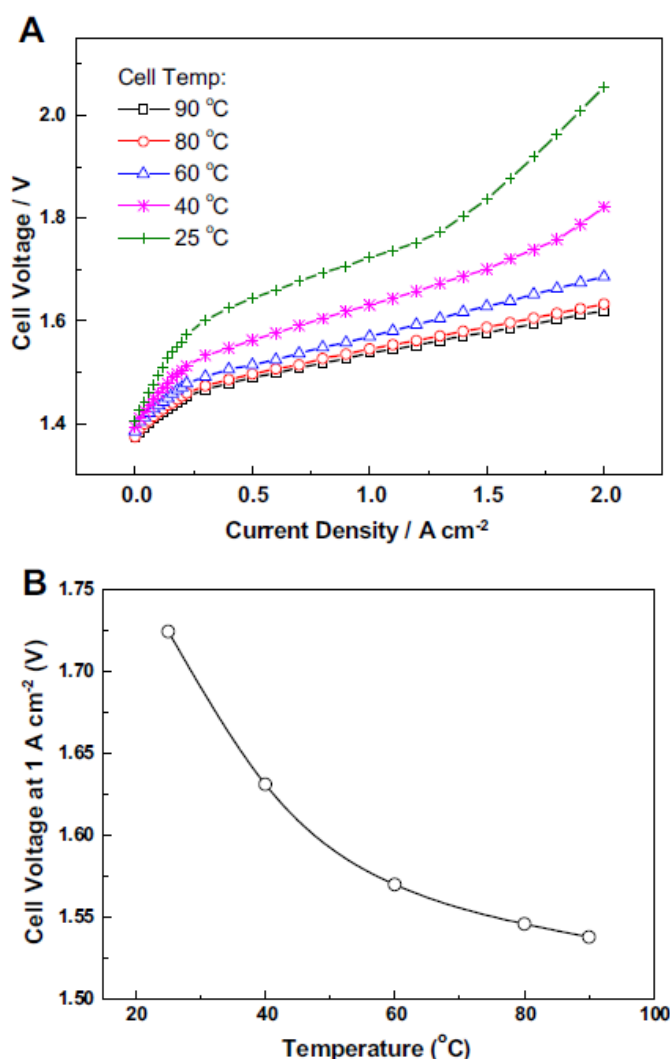 A
Cell Temp:
90 °C
80 °C
60 °C
40 °C
25 °C
Cell Voltage / V
2.0
1.8
1.6
1.4
0.0 0.5 1.0 1.5 2.0
Current Density / A cm⁻²
B
Cell Voltage at 1 A cm⁻² (V)
1.75
1.70
1.65
1.60
1.55
1.50
20 40 60 80 100
Temperature (°C)